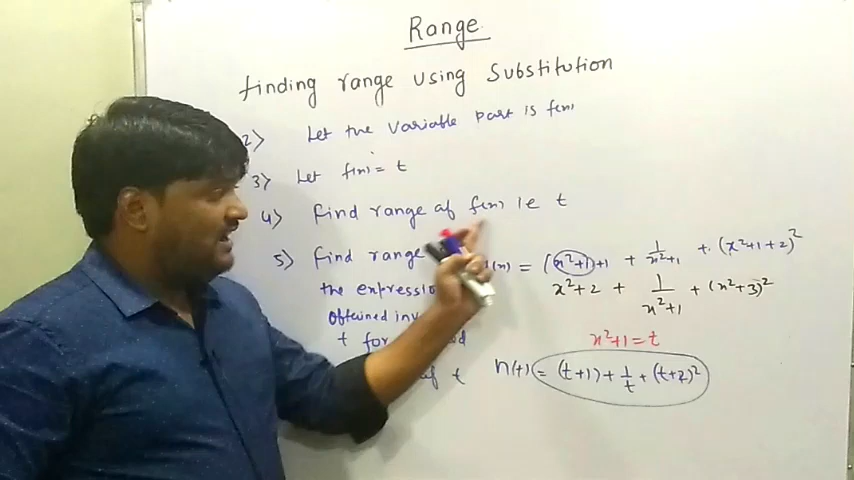 Range
finding range using Substitution
2) Let the variable part is f(x)
3) Let f(x) = t
4) Find range of f(x) ie t
5) Find range (x) = (x²+1)+1 + 1/x²+1 + (x²+1+2)²
the expression x²+2 + 1/x²+1 + (x²+3)²
obtained
t for x²+1 = t
of t h(t) = (t+1) + 1/t + (t+2)²